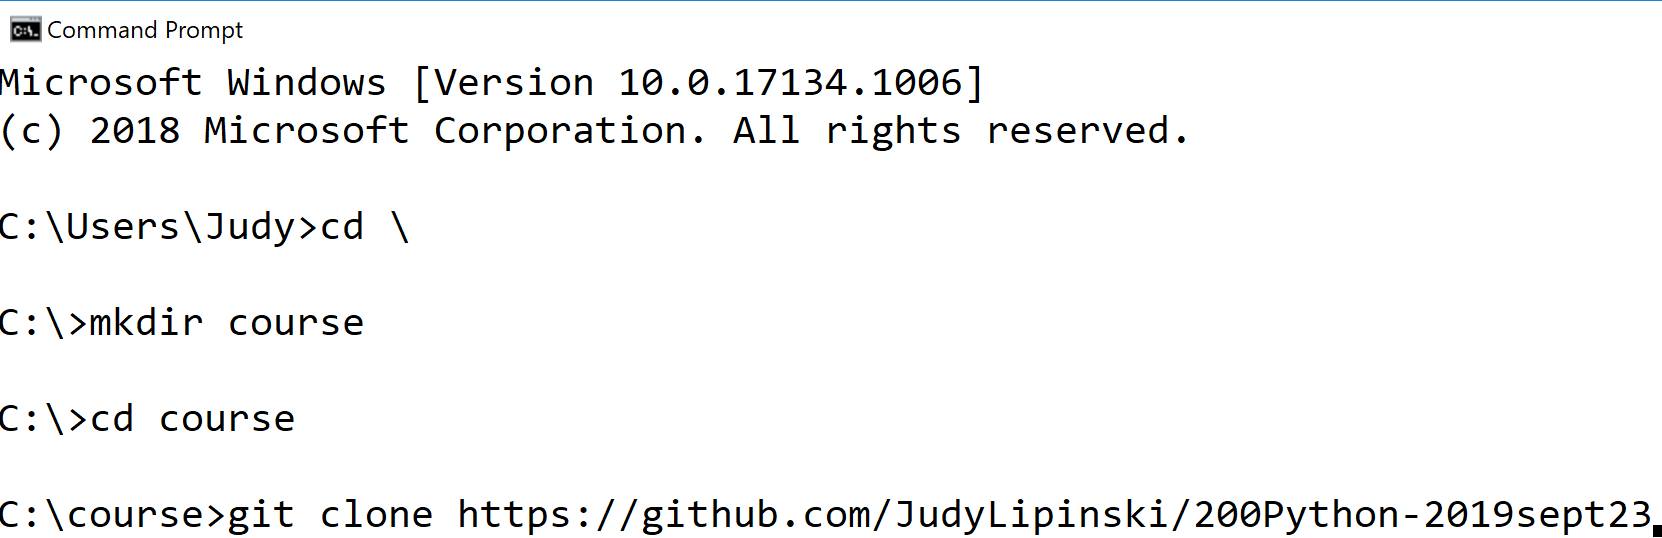 Command Prompt
Microsoft Windows [Version 10.0.17134.1006]
(c) 2018 Microsoft Corporation. All rights reserved.
C:\Users\Judy>cd \
C:\>mkdir course
C:\>cd course
C:\course>git clone https://github.com/JudyLipinski/200Python-2019sept23